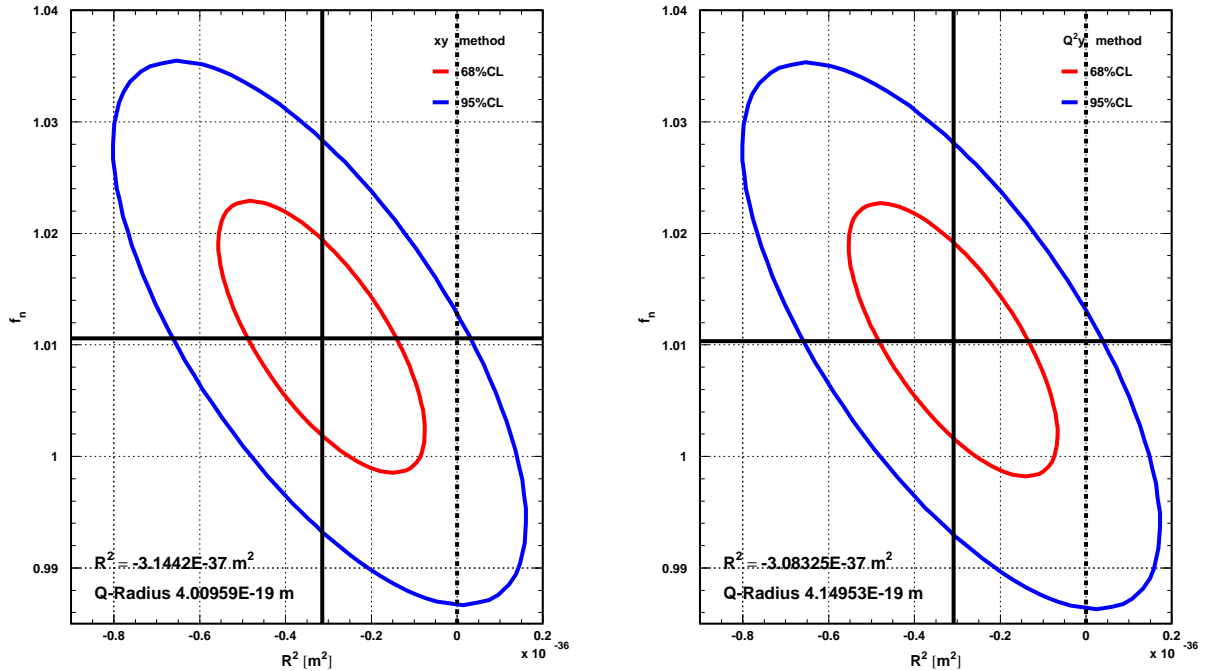 1.04
1.03
1.02
1.01
1
0.99
f_n
xy method
68%CL
95%CL
R² = -3.1442E-37 m²
Q-Radius 4.00959E-19 m
-0.8 -0.6 -0.4 -0.2 0 0.2
x 10⁻³⁶
R² [m²]
1.04
1.03
1.02
1.01
1
0.99
f_n
Q²y method
68%CL
95%CL
R² = -3.08325E-37 m²
Q-Radius 4.14953E-19 m
-0.8 -0.6 -0.4 -0.2 0 0.2
x 10⁻³⁶
R² [m²]